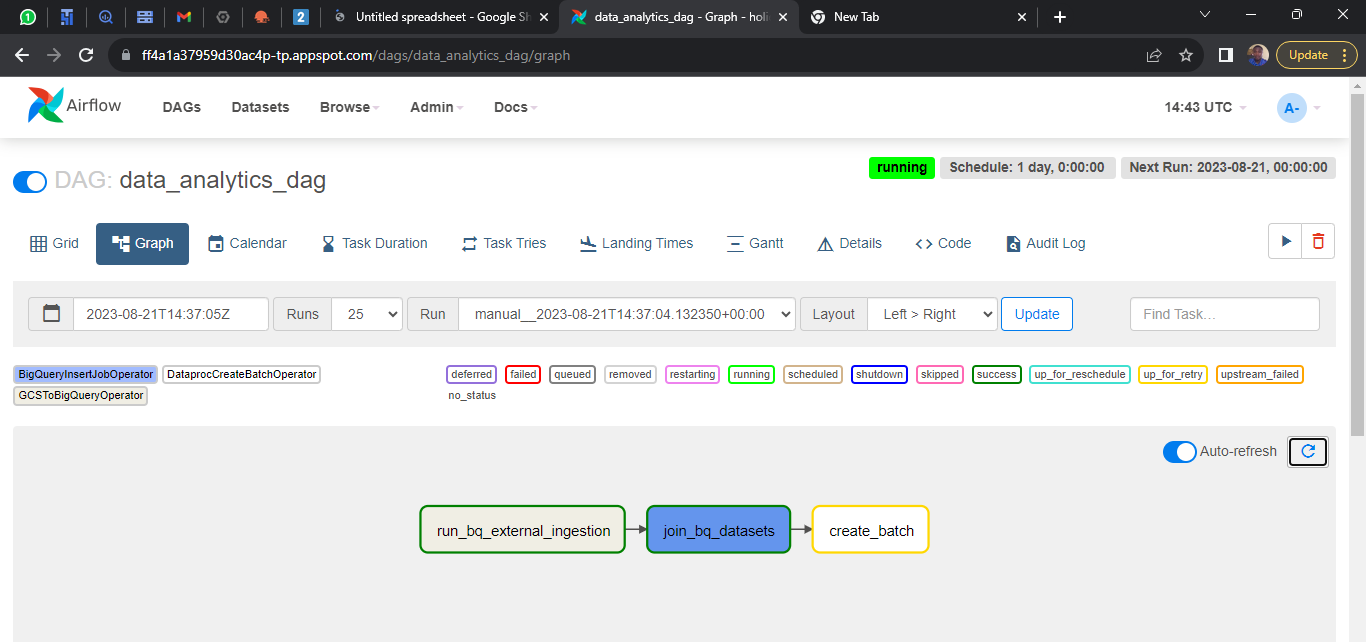 Untitled spreadsheet - Google Sh
data_analytics_dag - Graph - holi
New Tab
ff4a1a37959d30ac4p-tp.appspot.com/dags/data_analytics_dag/graph
Update
Airflow DAGs Datasets Browse Admin Docs 14:43 UTC A-
DAG: data_analytics_dag
running Schedule: 1 day, 0:00:00 Next Run: 2023-08-21, 00:00:00
Grid Graph Calendar Task Duration Task Tries Landing Times Gantt Details <> Code Audit Log
2023-08-21T14:37:05Z Runs 25 Run manual__2023-08-21T14:37:04.132350+00:00 Layout Left > Right Update Find Task...
BigQueryInsertJobOperator DataprocCreateBatchOperator
GCSToBigQueryOperator
deferred failed queued removed restarting running scheduled shutdown skipped success up_for_reschedule up_for_retry upstream_failed
no_status
Auto-refresh
run_bq_external_ingestion join_bq_datasets create_batch